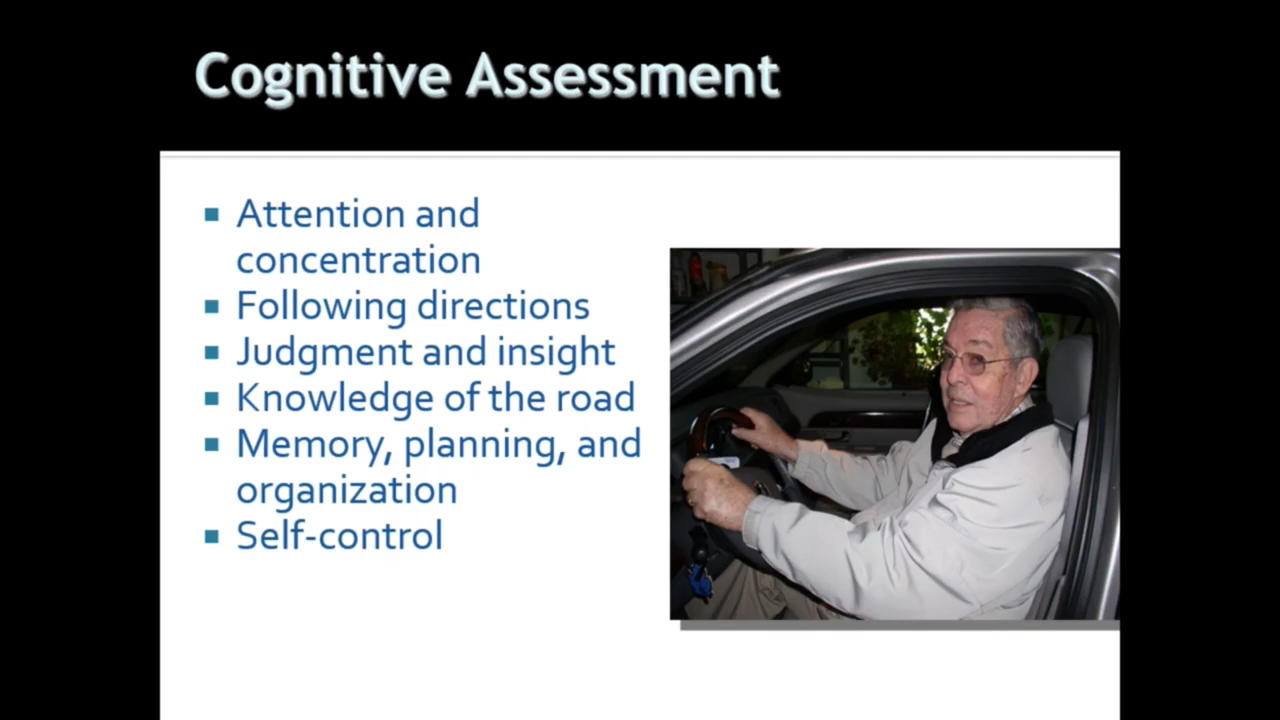 Cognitive Assessment
Attention and
concentration
Following directions
Judgment and insight
Knowledge of the road
Memory, planning, and
organization
Self-control